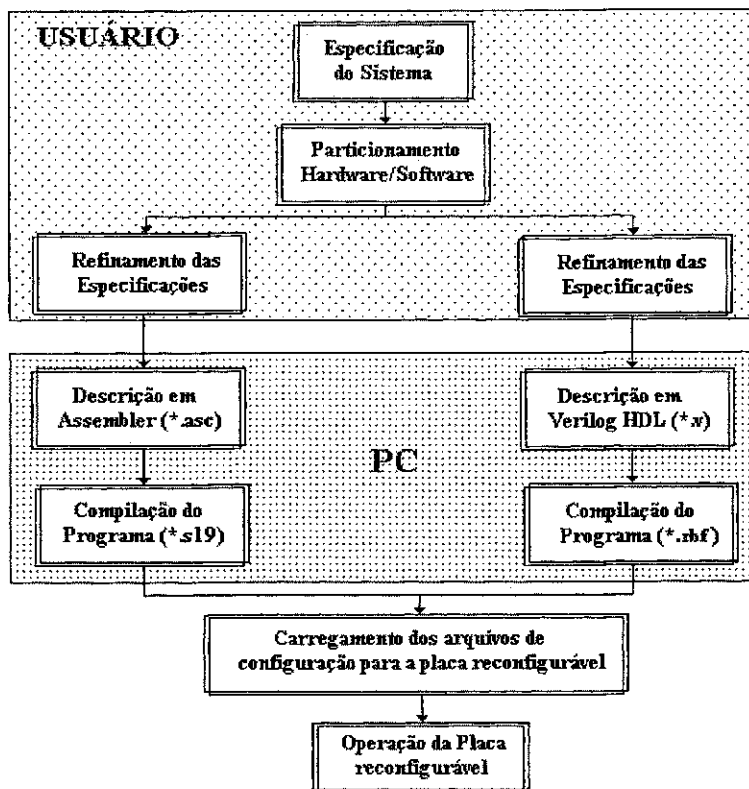 USUÁRIO
Especificação
do Sistema
Particionamento
Hardware/Software
Refinamento das
Especificações
Refinamento das
Especificações
PC
Descrição em
Assembler (*.asc)
Descrição em
Verilog HDL (*.v)
Compilação do
Programa (*.s19)
Compilação do
Programa (*.rbf)
Carregamento dos arquivos de
configuração para a placa reconfigurável
Operação da Placa
reconfigurável